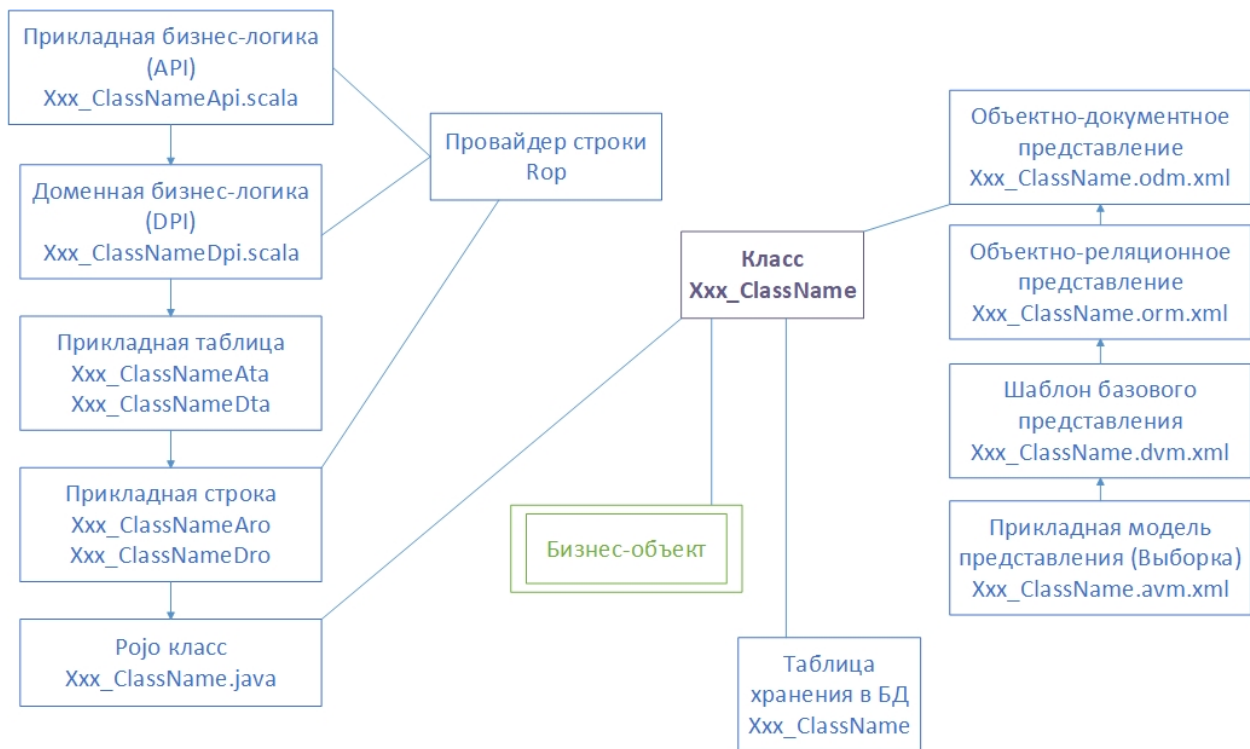 Прикладная бизнес-логика
(API)
Xxx_ClassNameApi.scala
Доменная бизнес-логика
(DPI)
Xxx_ClassNameDpi.scala
Прикладная таблица
Xxx_ClassNameAta
Xxx_ClassNameDta
Прикладная строка
Xxx_ClassNameAro
Xxx_ClassNameDro
Pojo класс
Xxx_ClassName.java
Провайдер строки
Rop
Класс
Xxx_ClassName
Бизнес-объект
Таблица
хранения в БД
Xxx_ClassName
Объектно-документное
представление
Xxx_ClassName.odm.xml
Объектно-реляционное
представление
Xxx_ClassName.orm.xml
Шаблон базового
представления
Xxx_ClassName.dvm.xml
Прикладная модель
представления (Выборка)
Xxx_ClassName.avm.xml